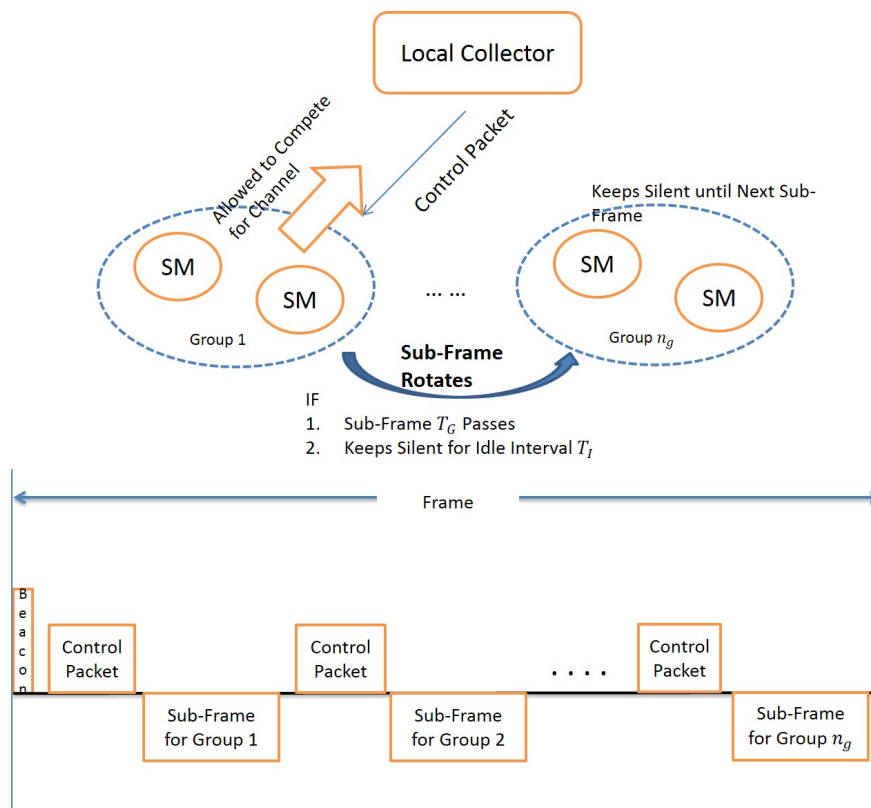 Local Collector
Allowed to Compete
for Channel
Control Packet
Keeps Silent until Next Sub-
Frame
SM
SM
Group 1
... ...
SM
SM
Group n_g
Sub-Frame
Rotates
IF
1. Sub-Frame T_G Passes
2. Keeps Silent for Idle Interval T_I
Frame
Beacon
Control
Packet
Control
Packet
. . . .
Control
Packet
Sub-Frame
for Group 1
Sub-Frame
for Group 2
Sub-Frame
for Group n_g